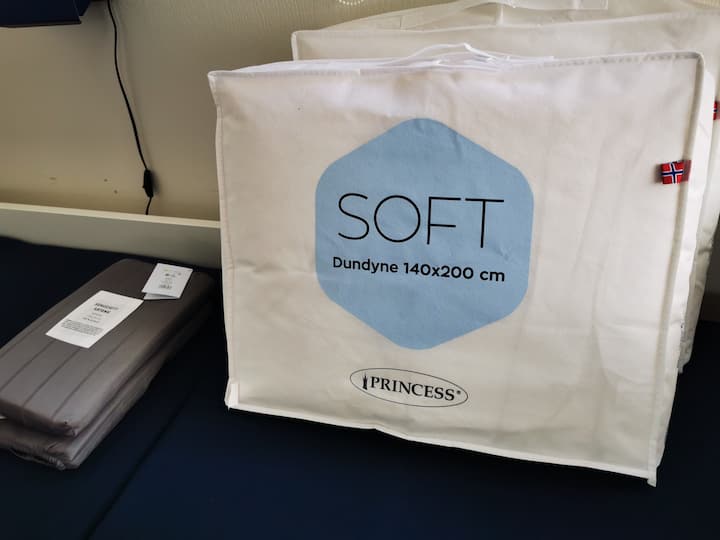 SOFT
Dundyne 140x200 cm
PRINCESS®